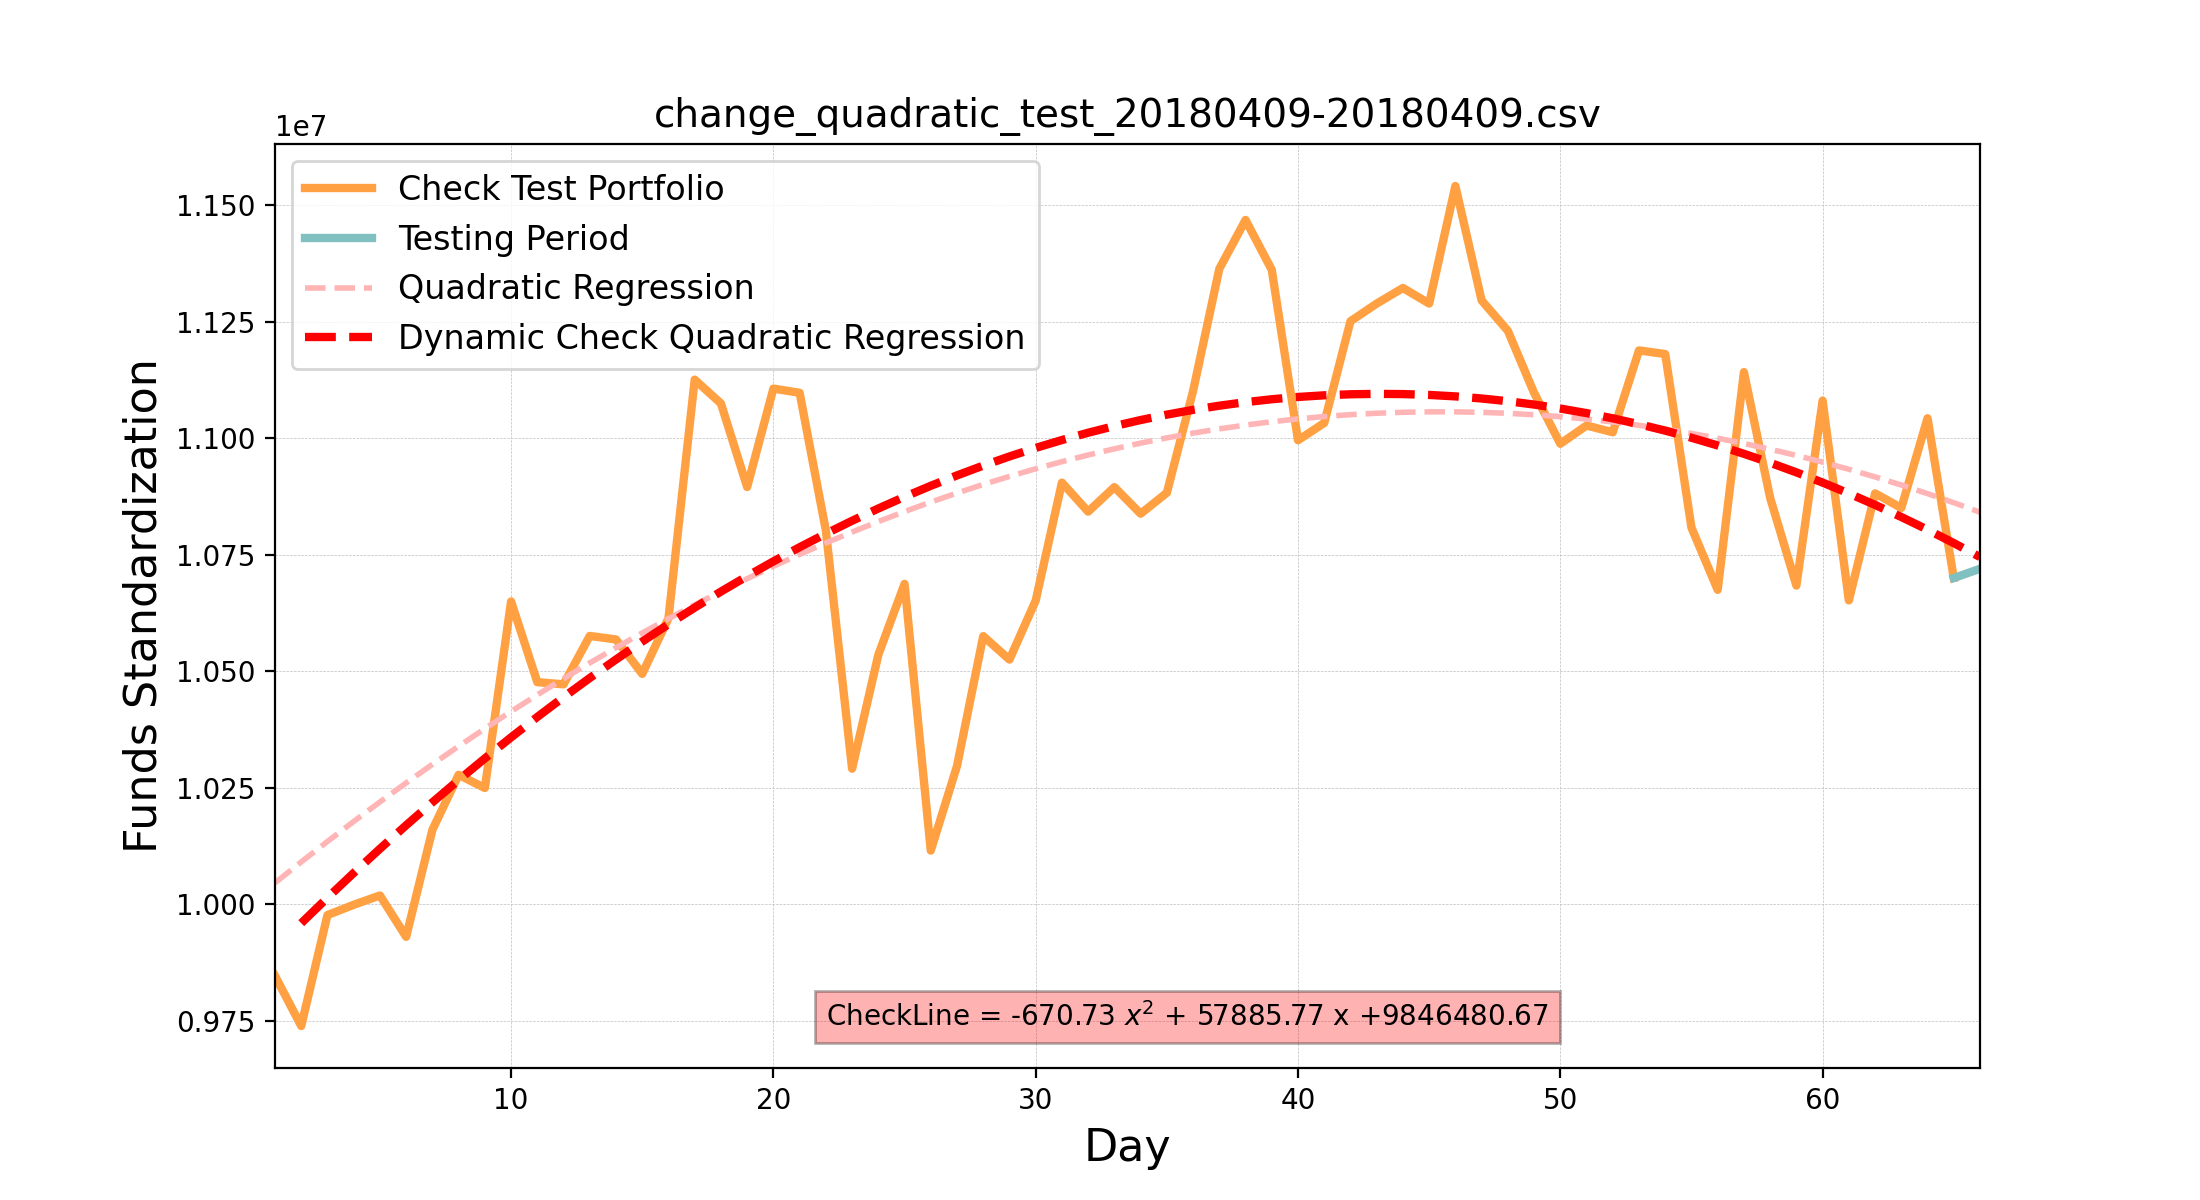 change_quadratic_test_20180409-20180409.csv
1e7
Check Test Portfolio
Testing Period
Quadratic Regression
Dynamic Check Quadratic Regression
1.150
1.125
1.100
1.075
1.050
1.025
1.000
0.975
Funds Standardization
CheckLine = -670.73 x² + 57885.77 x +9846480.67
10 20 30 40 50 60
Day